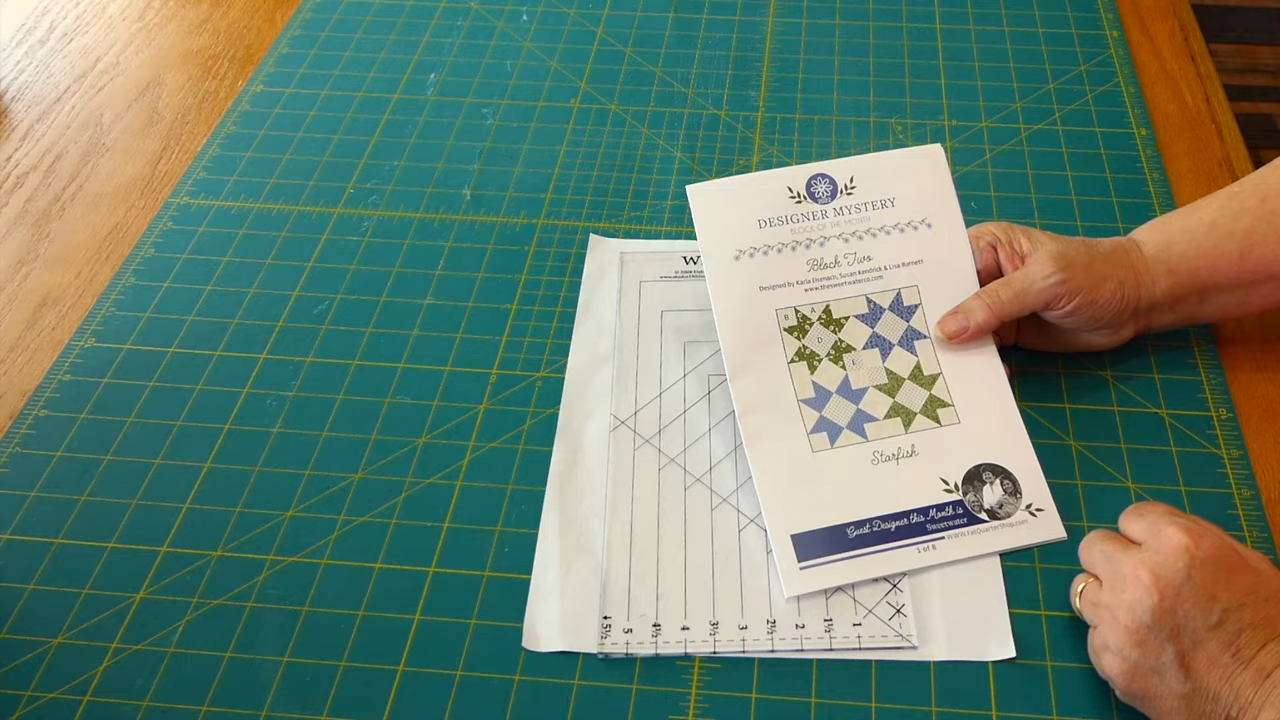 DESIGNER MYSTERY
BLOCK OF THE MONTH
Block Two
Designed by Karla Eisenach, Susan Kendrick & Lisa Burnett
www.thesweetwaterco.com
B
A
D
Starfish
Guest Designer this Month is
Sweetwater
WWW.FatQuarterShop.com
1 of 8
W
5½ 5 4½ 4 3½ 3 2½ 2 1½ 1